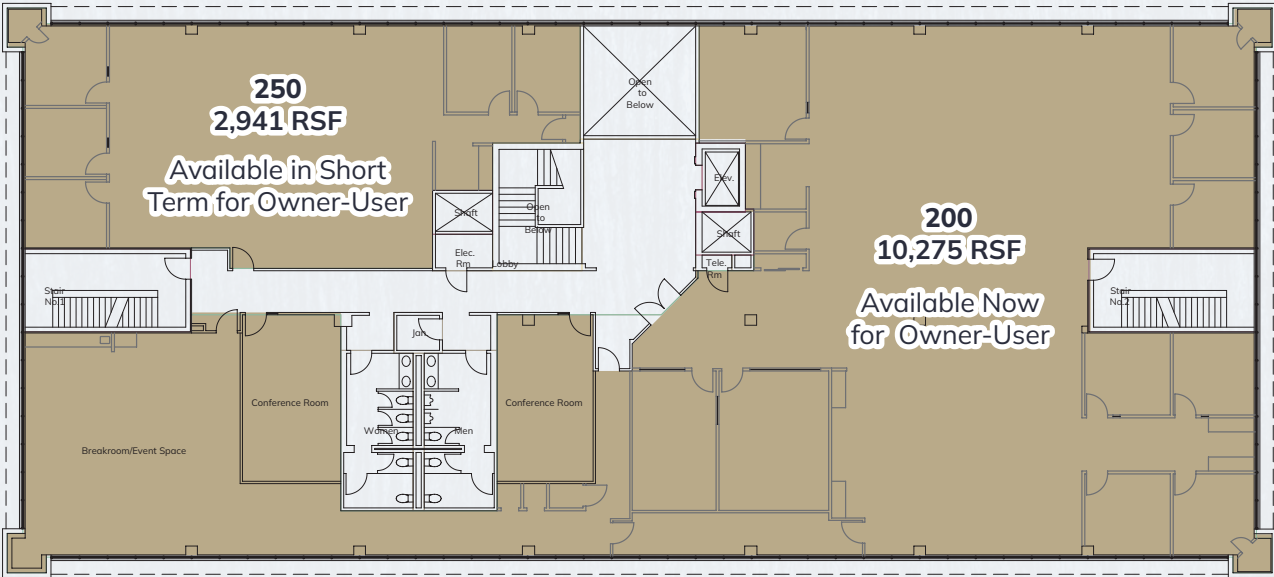 250
2,941 RSF
Available in Short
Term for Owner-User
Open
to
Below
Elev.
Shaft
Open
to
Below
Shaft
Elec.
Rm
Lobby
Tele.
Rm
200
10,275 RSF
Available Now
for Owner-User
Stair
No.1
Stair
No.2
Jan.
Conference Room
Conference Room
Women
Men
Breakroom/Event Space